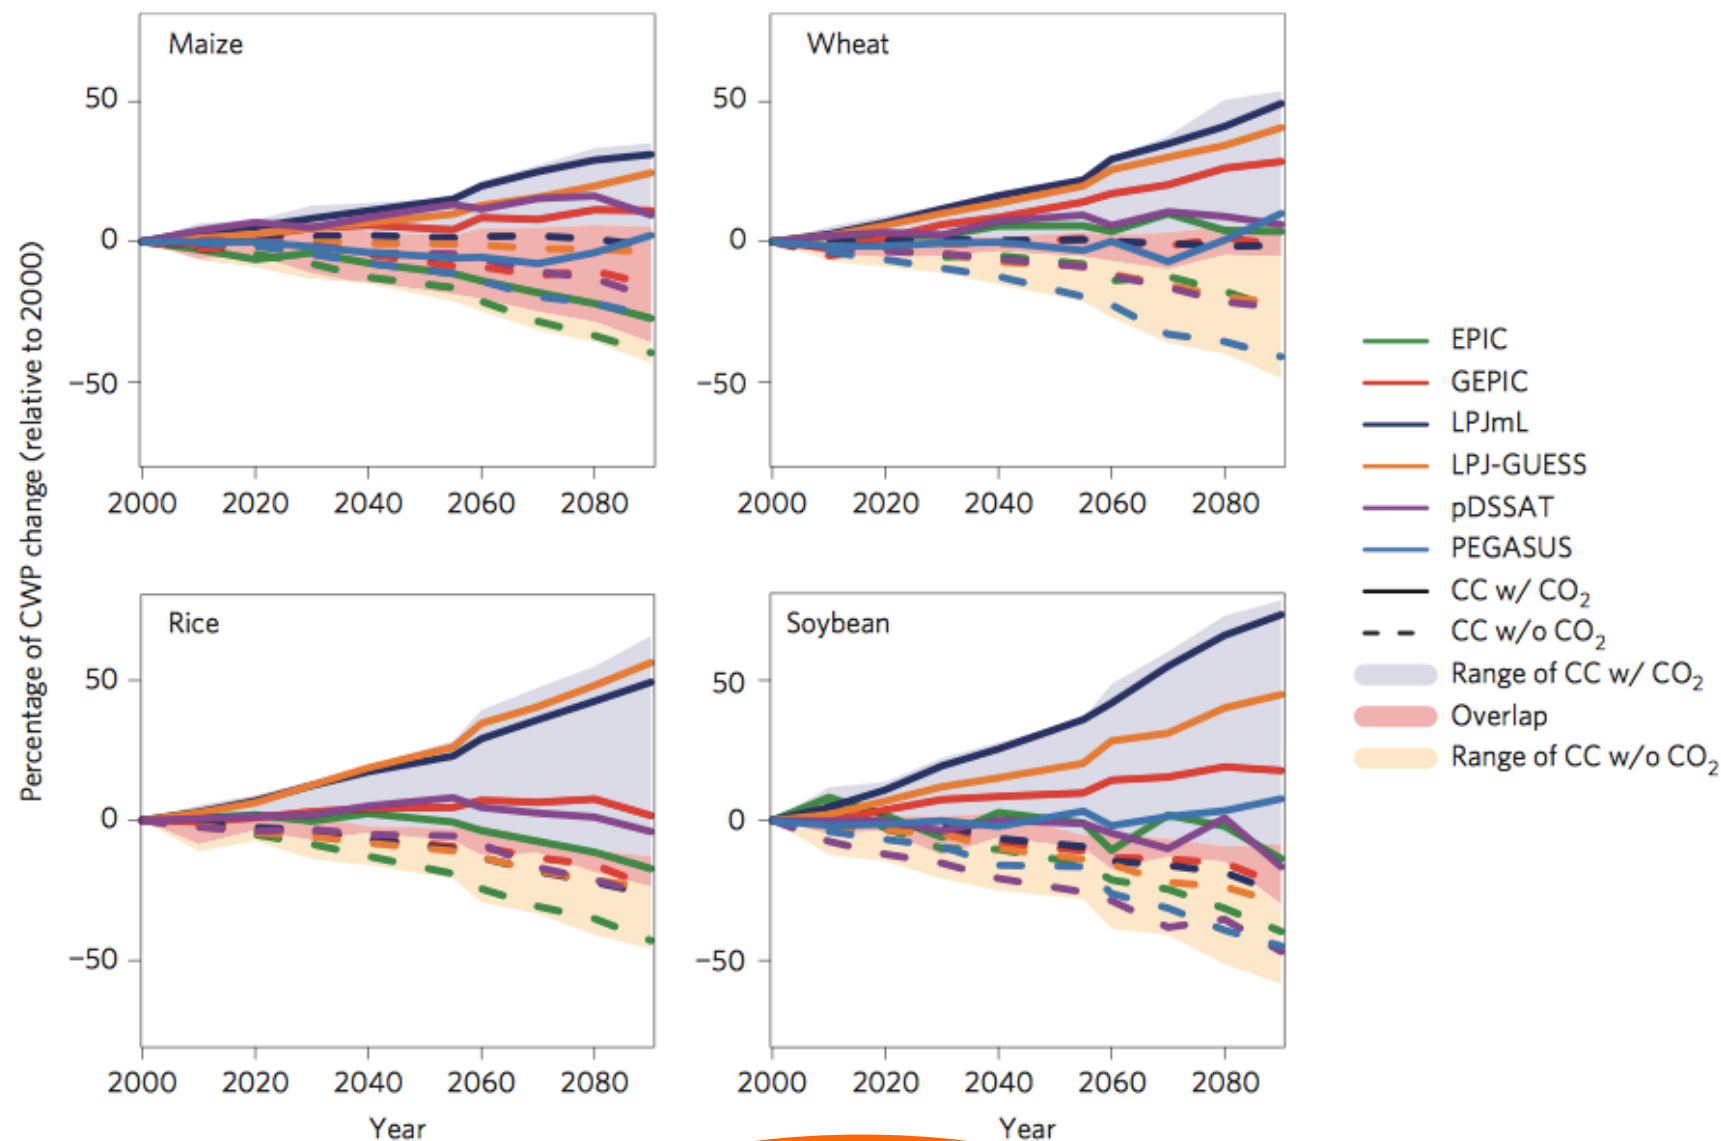 Percentage of CWP change (relative to 2000)
Maize
50
0
−50
2000 2020 2040 2060 2080
Wheat
50
0
−50
2000 2020 2040 2060 2080
Rice
50
0
−50
2000 2020 2040 2060 2080
Year
Soybean
50
0
−50
2000 2020 2040 2060 2080
Year
EPIC
GEPIC
LPJmL
LPJ-GUESS
pDSSAT
PEGASUS
CC w/ CO₂
CC w/o CO₂
Range of CC w/ CO₂
Overlap
Range of CC w/o CO₂